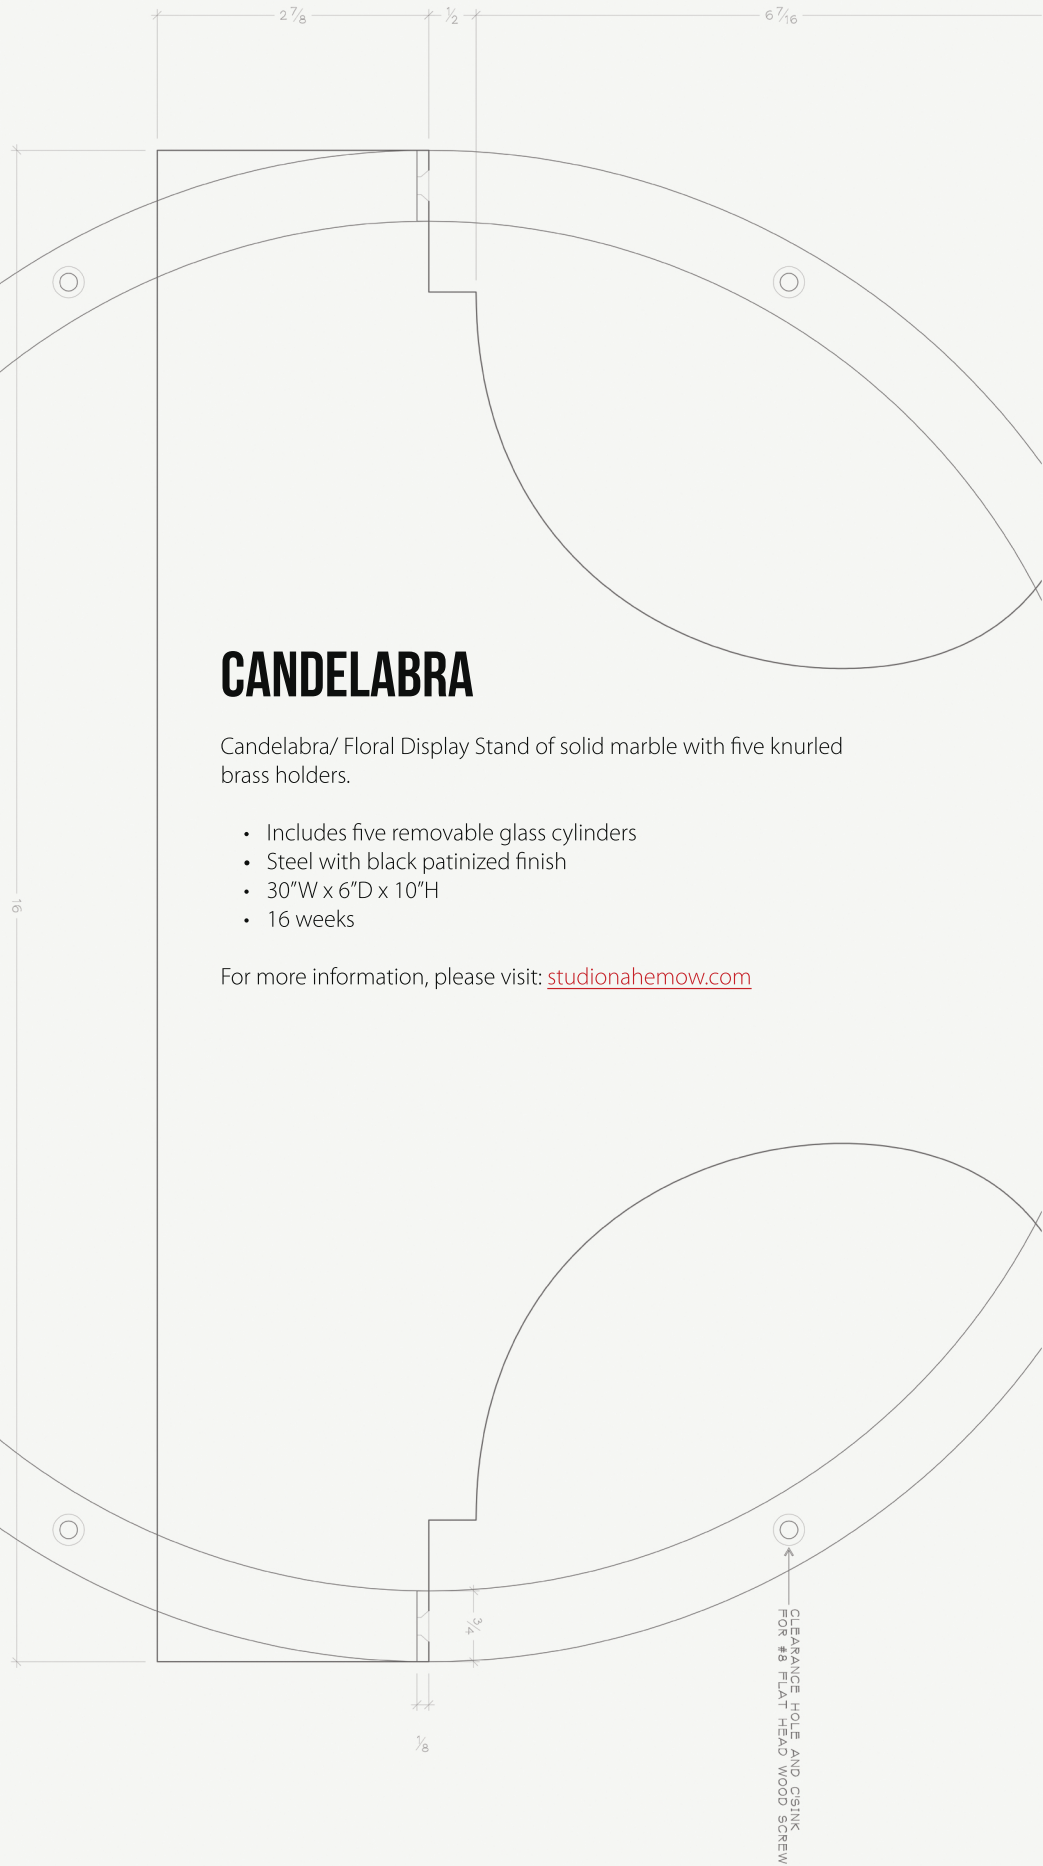 2 7/8
1/2
6 7/16
16
CANDELABRA
Candelabra/ Floral Display Stand of solid marble with five knurled
brass holders.
• Includes five removable glass cylinders
• Steel with black patinized finish
• 30”W x 6”D x 10”H
• 16 weeks
For more information, please visit: studionahemow.com
3/4
1/8
CLEARANCE HOLE AND C'SINK
FOR #8 FLAT HEAD WOOD SCREW